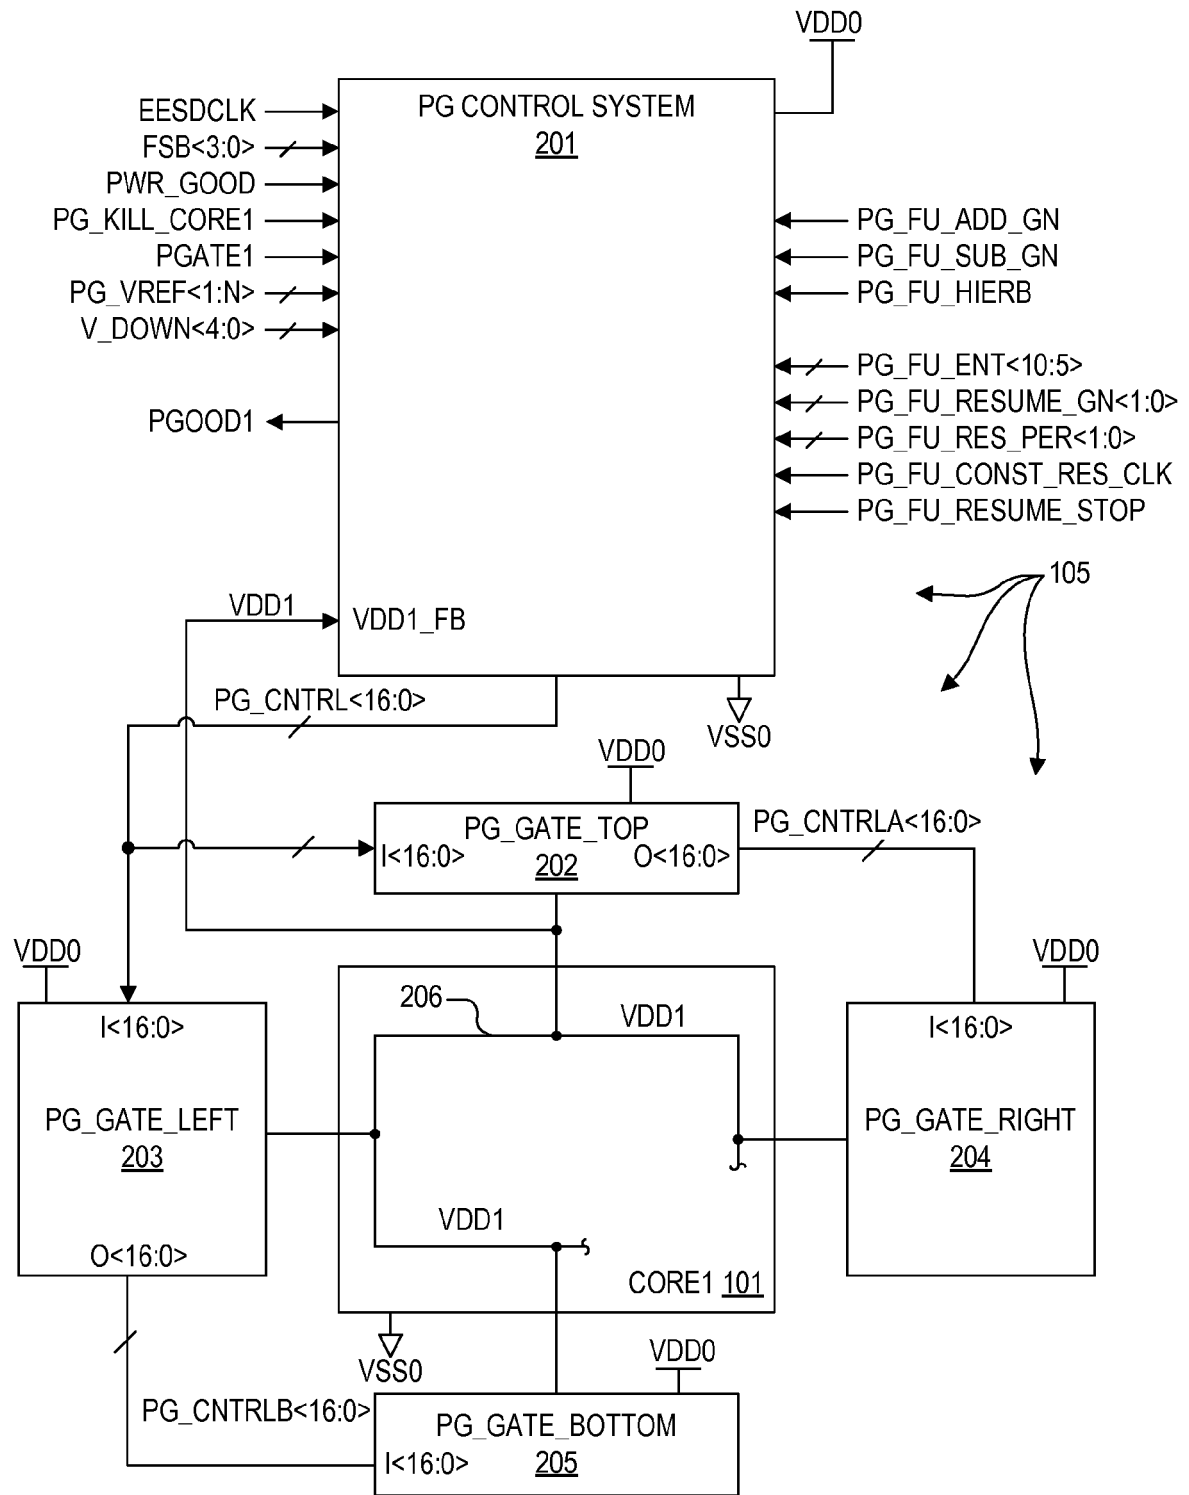 VDD0
PG CONTROL SYSTEM
201
EESDCLK
FSB<3:0>
PWR_GOOD
PG_KILL_CORE1
PGATE1
PG_VREF<1:N>
V_DOWN<4:0>
PGOOD1
PG_FU_ADD_GN
PG_FU_SUB_GN
PG_FU_HIERB
PG_FU_ENT<10:5>
PG_FU_RESUME_GN<1:0>
PG_FU_RES_PER<1:0>
PG_FU_CONST_RES_CLK
PG_FU_RESUME_STOP
105
VDD1
VDD1_FB
PG_CNTRL<16:0>
VSS0
VDD0
PG_GATE_TOP
I<16:0>
202
O<16:0>
PG_CNTRLA<16:0>
VDD0
I<16:0>
PG_GATE_LEFT
203
O<16:0>
206
VDD1
VDD1
CORE1 101
VSS0
VDD0
I<16:0>
PG_GATE_RIGHT
204
PG_CNTRLB<16:0>
VDD0
PG_GATE_BOTTOM
I<16:0>
205